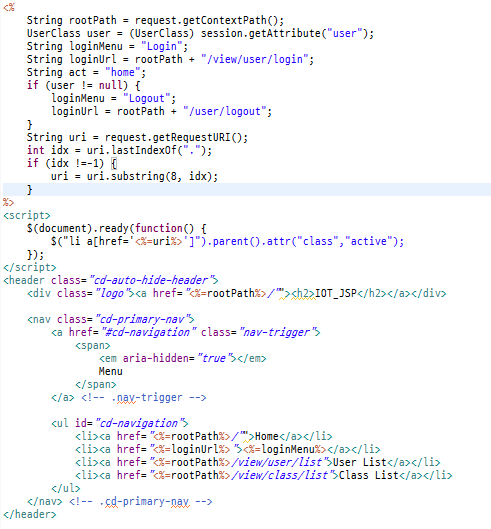 <%
    String rootPath = request.getContextPath();
    UserClass user = (UserClass) session.getAttribute("user");
    String loginMenu = "Login";
    String loginUrl = rootPath + "/view/user/login";
    String act = "home";
    if (user != null) {
        loginMenu = "Logout";
        loginUrl = rootPath + "/user/logout";
    }
    String uri = request.getRequestURI();
    int idx = uri.lastIndexOf(".");
    if (idx !=-1) {
        uri = uri.substring(8, idx);
    }
%>
<script>
    $(document).ready(function() {
        $("li a[href='<%=uri%>']").parent().attr("class","active");
    });
</script>
<header class="cd-auto-hide-header">
    <div class="logo"><a href="<%=rootPath%>/""><h2>IOT_JSP</h2></a></div>
    <nav class="cd-primary-nav">
        <a href="#cd-navigation" class="nav-trigger">
            <span>
                <em aria-hidden="true"></em>
                Menu
            </span>
        </a> <!-- .nav-trigger -->
        <ul id="cd-navigation">
            <li><a href="<%=rootPath%>/"">Home</a></li>
            <li><a href="<%=loginUrl%>"><%=loginMenu%></a></li>
            <li><a href="<%=rootPath%>/view/user/list">User List</a></li>
            <li><a href="<%=rootPath%>/view/class/list">Class List</a></li>
        </ul>
    </nav> <!-- .cd-primary-nav -->
</header>